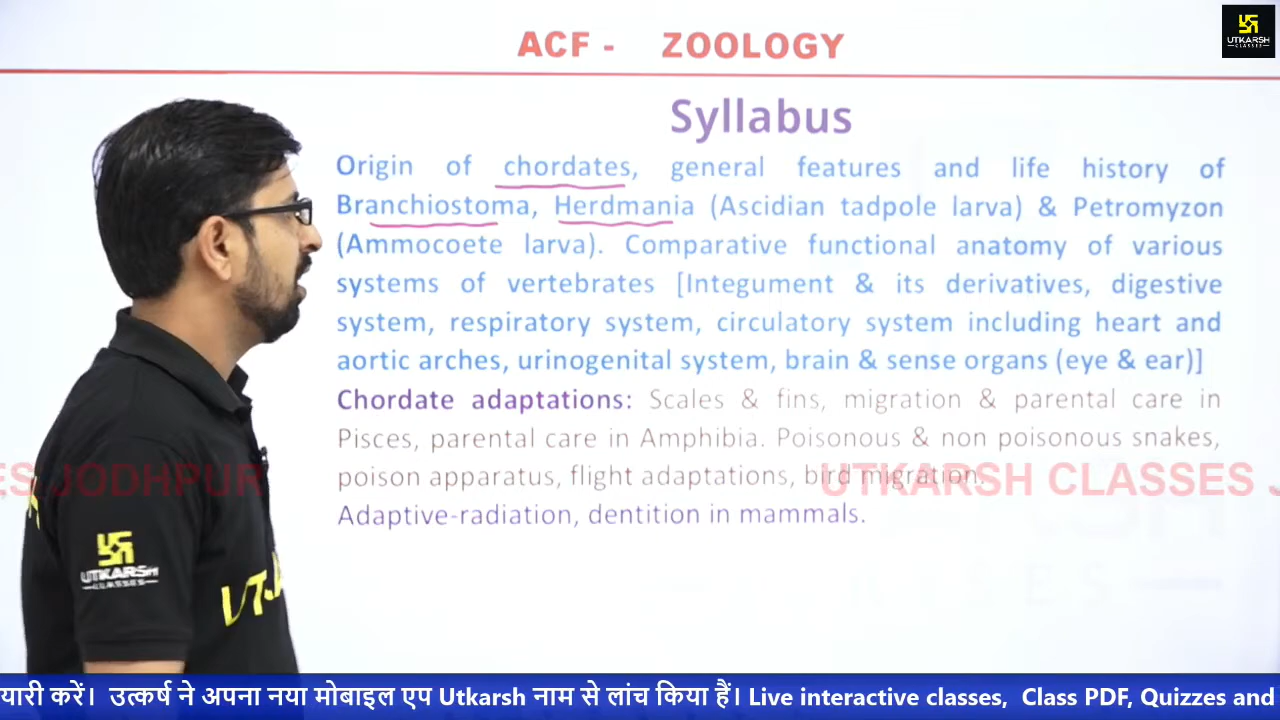 ACF - ZOOLOGY
UTKARSH
CLASSES
Syllabus
Origin of chordates, general features and life history of
Branchiostoma, Herdmania (Ascidian tadpole larva) & Petromyzon
(Ammocoete larva). Comparative functional anatomy of various
systems of vertebrates [Integument & its derivatives, digestive
system, respiratory system, circulatory system including heart and
aortic arches, urinogenital system, brain & sense organs (eye & ear)]
Chordate adaptations: Scales & fins, migration & parental care in
Pisces, parental care in Amphibia. Poisonous & non poisonous snakes,
poison apparatus, flight adaptations, bird migration.
Adaptive-radiation, dentition in mammals.
ES JODHPUR
UTKARSH CLASSES J
UTKARSH
CLASSES
UT
यारी करें। उत्कर्ष ने अपना नया मोबाइल एप Utkarsh नाम से लांच किया हैं। Live interactive classes, Class PDF, Quizzes and